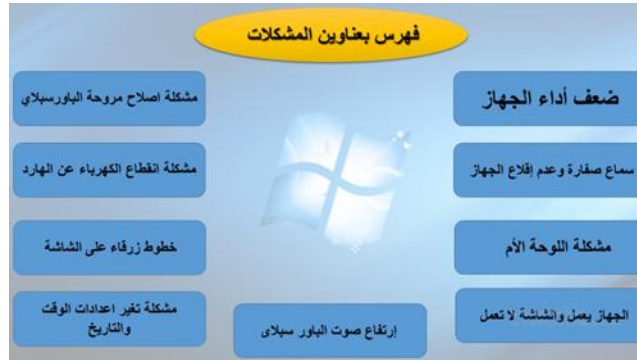 فهرس بعناوين المشكلات
ضعف أداء الجهاز
مشكلة اصلاح مروحة الباورسبلاي
سماع صفارة وعدم إقلاع الجهاز
مشكلة انقطاع الكهرباء عن الهارد
مشكلة اللوحة الأم
خطوط زرقاء على الشاشة
الجهاز يعمل والشاشة لا تعمل
مشكلة تغير اعدادات الوقت
والتاريخ
إرتفاع صوت الباور سبلاى